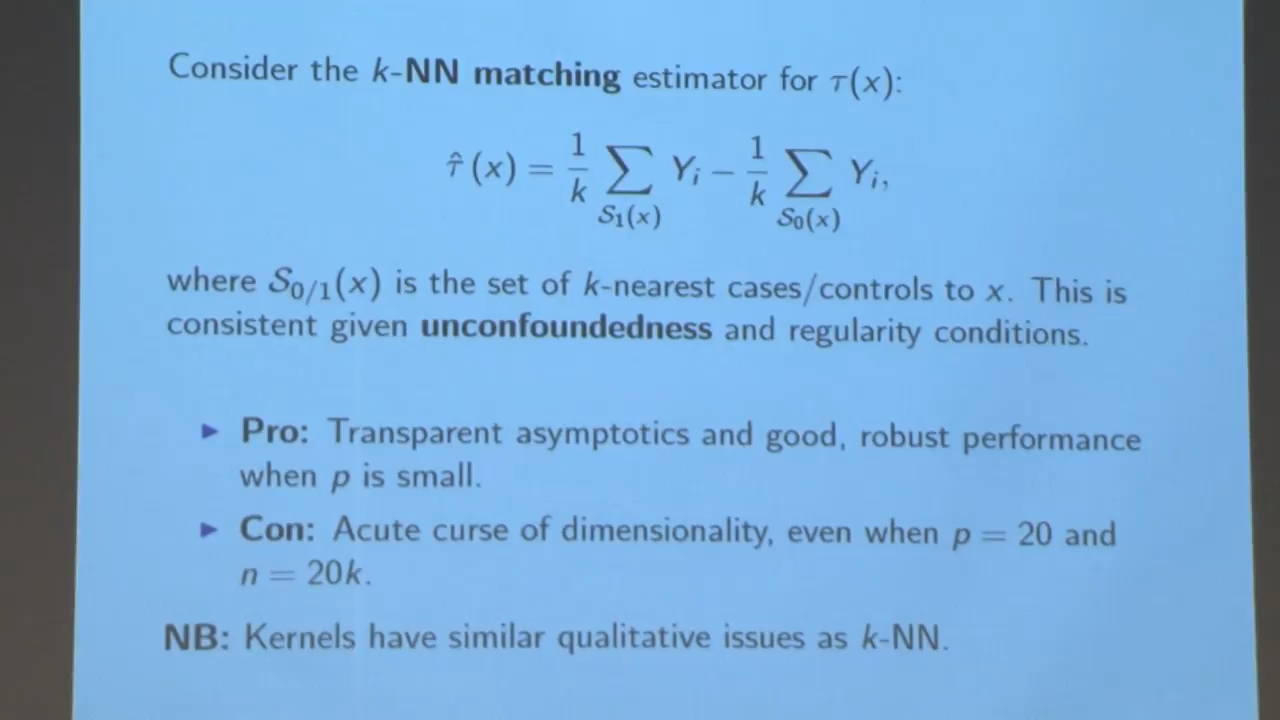 Consider the k-NN matching estimator for τ(x):
τ̂(x) = 1/k ∑_{S₁(x)} Yᵢ − 1/k ∑_{S₀(x)} Yᵢ,
where S₀/₁(x) is the set of k-nearest cases/controls to x. This is
consistent given unconfoundedness and regularity conditions.
▶ Pro: Transparent asymptotics and good, robust performance
when p is small.
▶ Con: Acute curse of dimensionality, even when p = 20 and
n = 20k.
NB: Kernels have similar qualitative issues as k-NN.